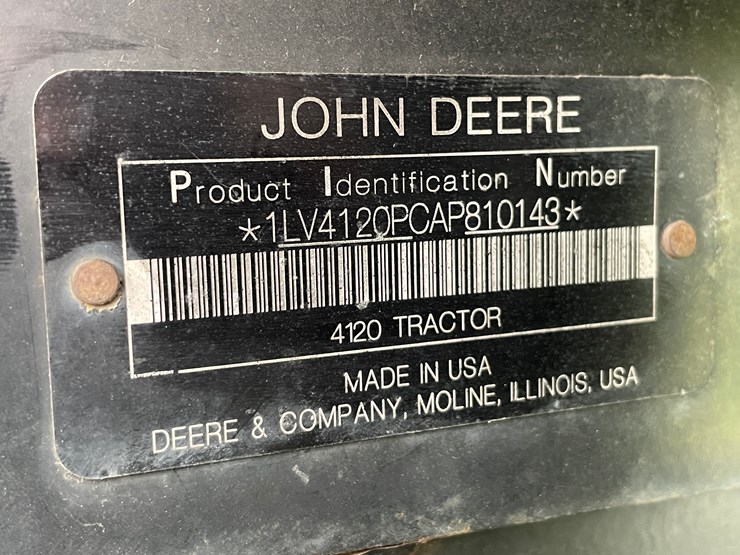 JOHN DEERE
Product Identification Number
*1LV4120PCAP810143*
4120 TRACTOR
MADE IN USA
DEERE & COMPANY, MOLINE, ILLINOIS, USA